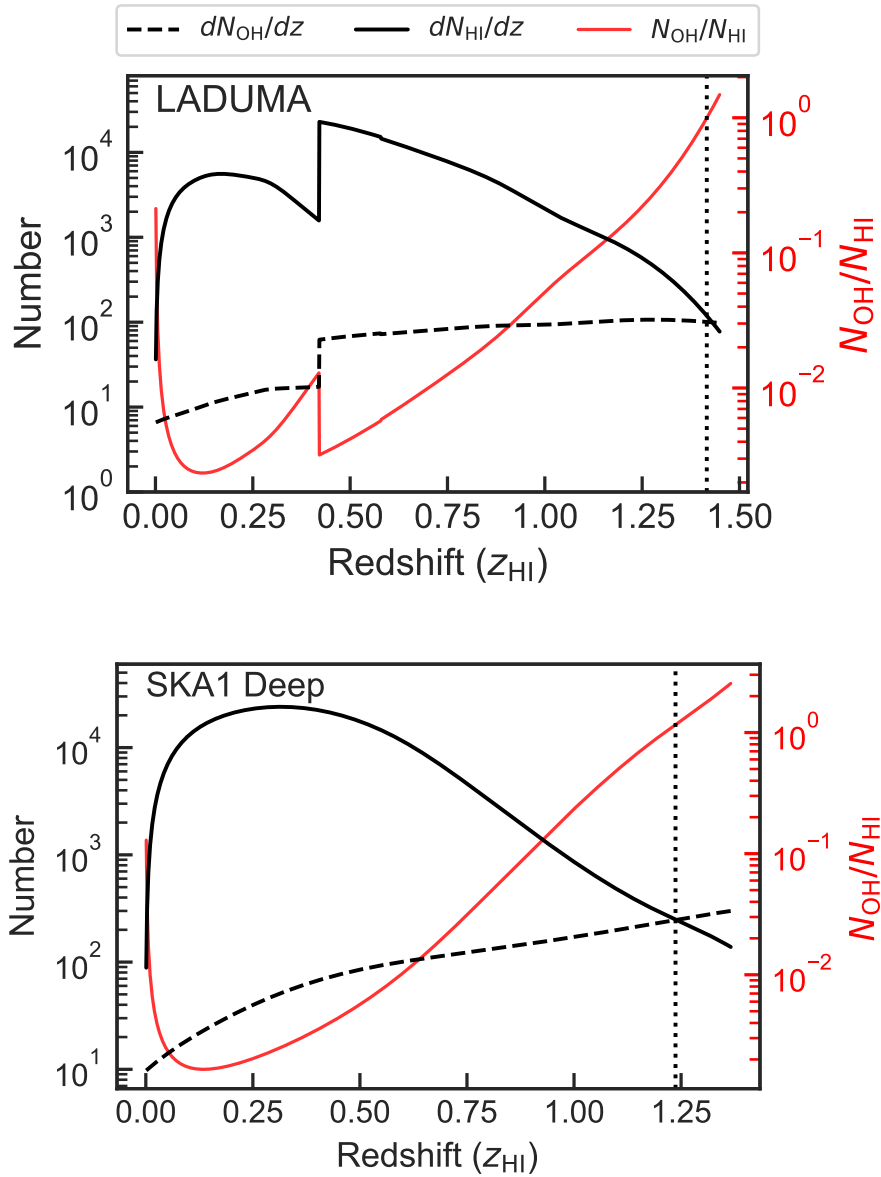 dN_OH/dz dN_HI/dz N_OH/N_HI
LADUMA
10^4
10^3
10^2
10^1
10^0
Number
10^0
10^−1
10^−2
N_OH/N_HI
0.00 0.25 0.50 0.75 1.00 1.25 1.50
Redshift (z_HI)
SKA1 Deep
10^4
10^3
10^2
10^1
Number
10^0
10^−1
10^−2
N_OH/N_HI
0.00 0.25 0.50 0.75 1.00 1.25
Redshift (z_HI)